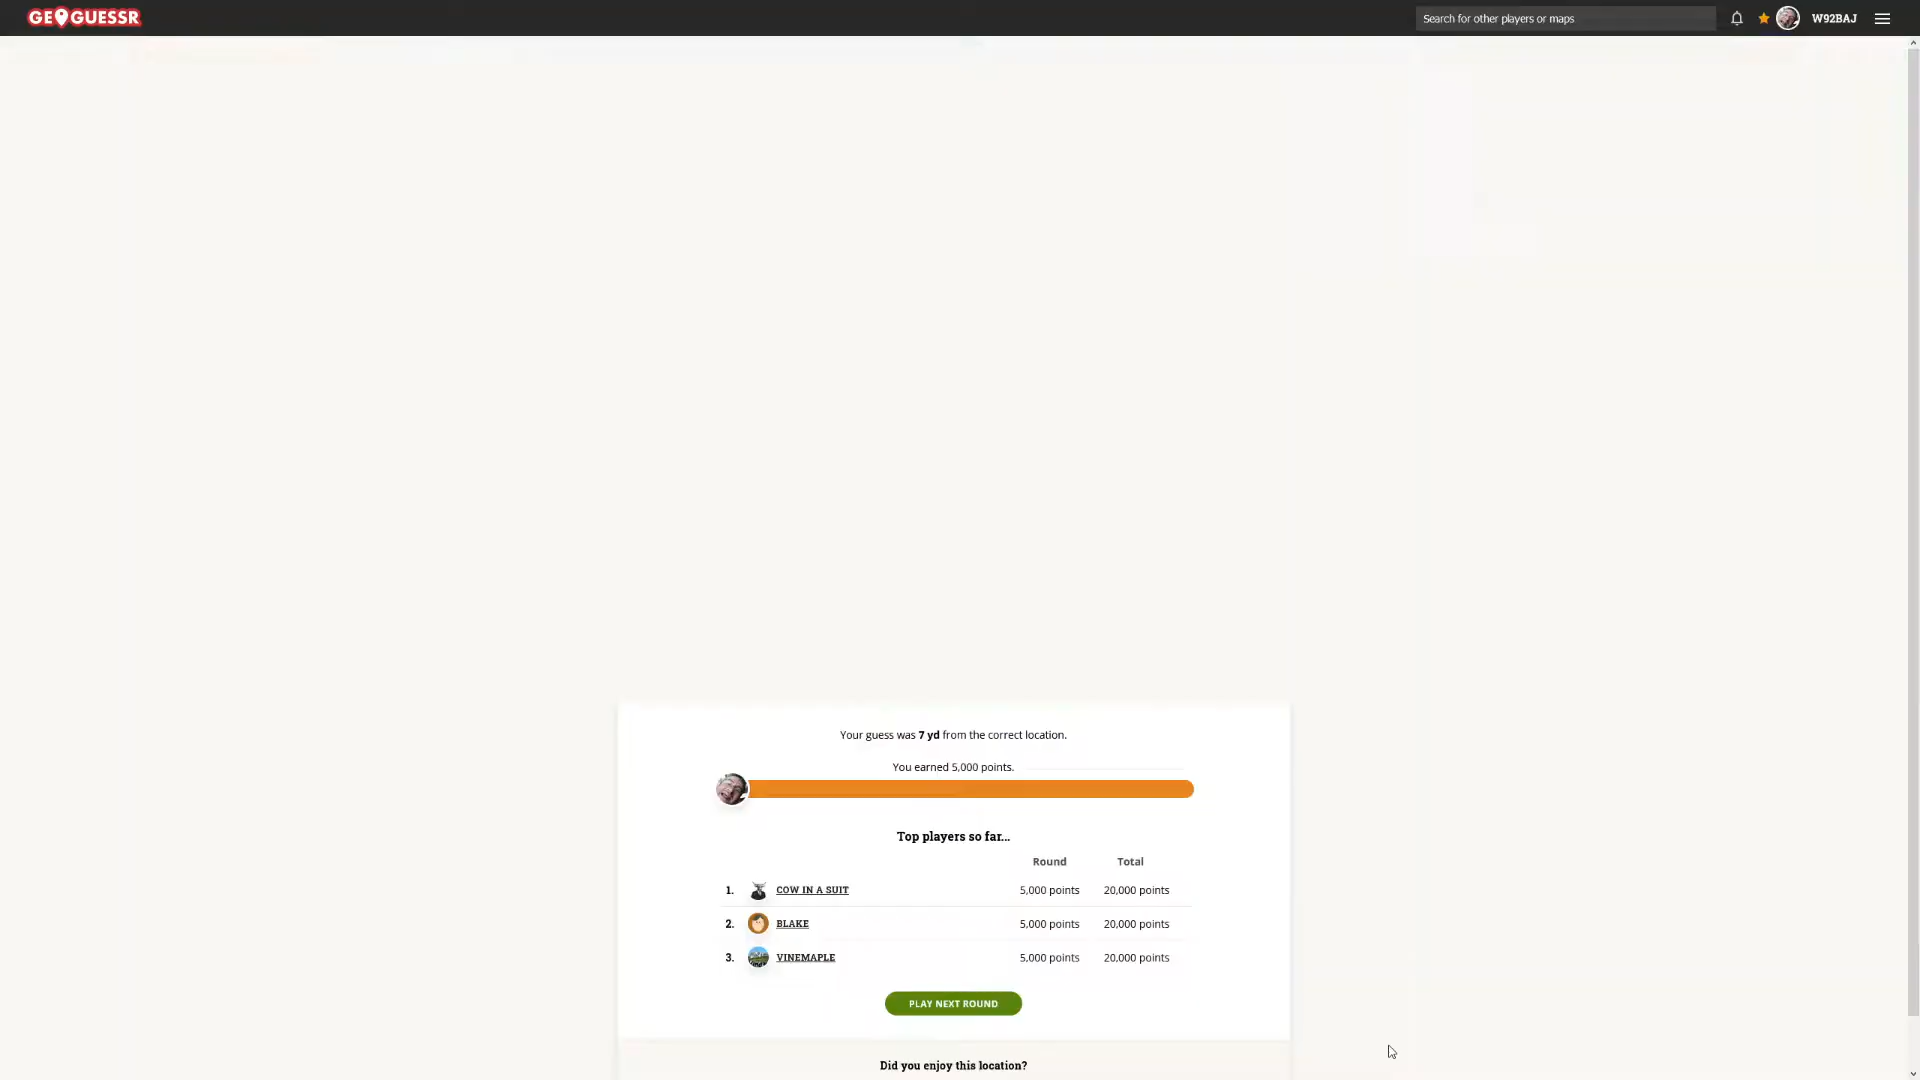 GEOGUESSR
Search for other players or maps
W92BAJ
Your guess was 7 yd from the correct location.
You earned 5,000 points.
Top players so far...
Round Total
1. COW IN A SUIT 5,000 points 20,000 points
2. BLAKE 5,000 points 20,000 points
3. VINEMAPLE 5,000 points 20,000 points
PLAY NEXT ROUND
Did you enjoy this location?